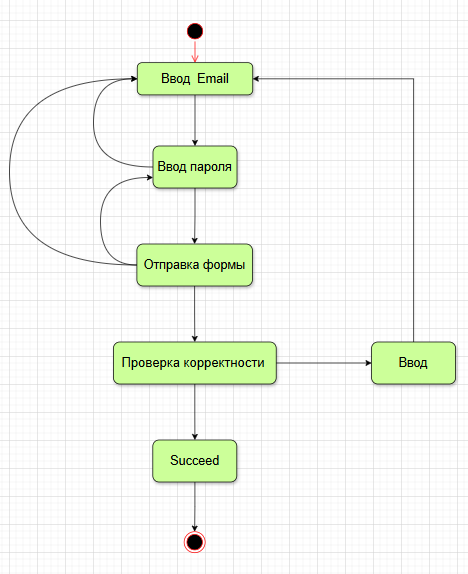 Ввод Email
Ввод пароля
Отправка формы
Проверка корректности
Ввод
Succeed